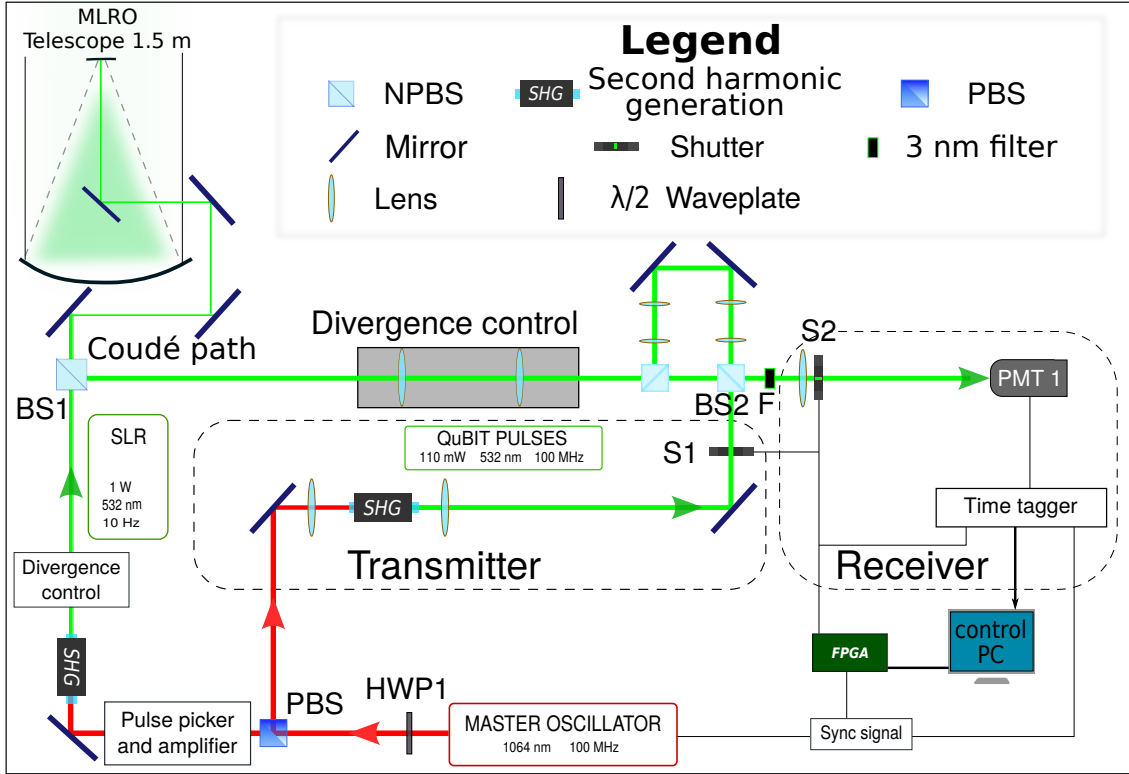 MLRO
Telescope 1.5 m
Legend
NPBS
SHG
Second harmonic
generation
PBS
Mirror
Shutter
3 nm filter
Lens
λ/2 Waveplate
Divergence control
S2
Coudé path
PMT 1
BS1
BS2
F
SLR
1 W
532 nm
10 Hz
QuBIT PULSES
110 mW 532 nm 100 MHz
S1
SHG
Time tagger
Transmitter
Receiver
Divergence
control
SHG
FPGA
control
PC
HWP1
PBS
Pulse picker
and amplifier
MASTER OSCILLATOR
1064 nm 100 MHz
Sync signal